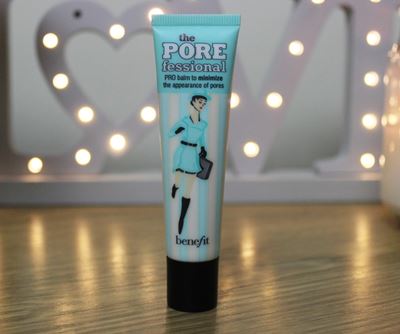 the
PORE
fessional
PRO balm to minimize
the appearance of pores
benefit